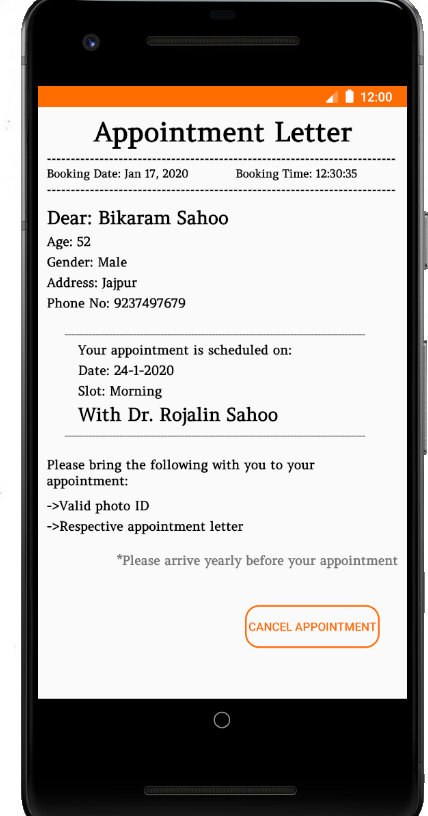 12:00
Appointment Letter
Booking Date: Jan 17, 2020 Booking Time: 12:30:35
Dear: Bikaram Sahoo
Age: 52
Gender: Male
Address: Jajpur
Phone No: 9237497679
Your appointment is scheduled on:
Date: 24-1-2020
Slot: Morning
With Dr. Rojalin Sahoo
Please bring the following with you to your
appointment:
->Valid photo ID
->Respective appointment letter
*Please arrive yearly before your appointment
CANCEL APPOINTMENT